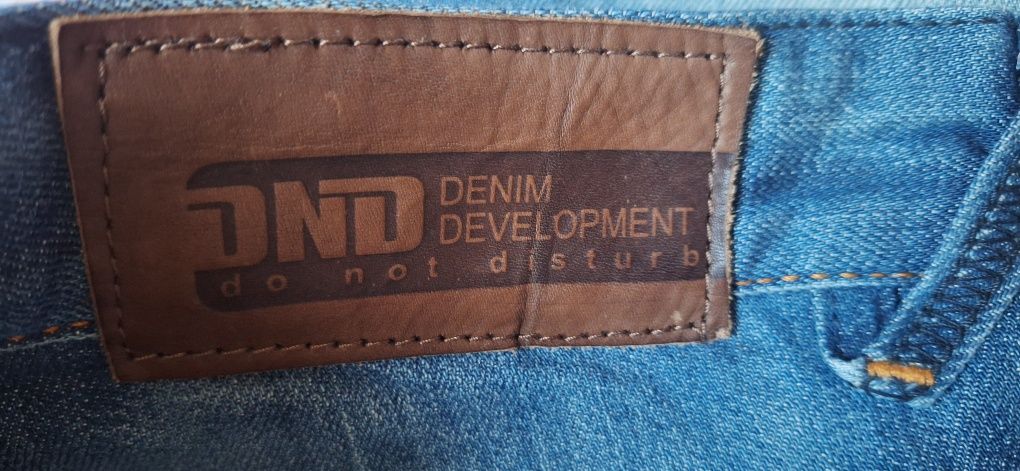 DND DENIM
DEVELOPMENT
do not disturb